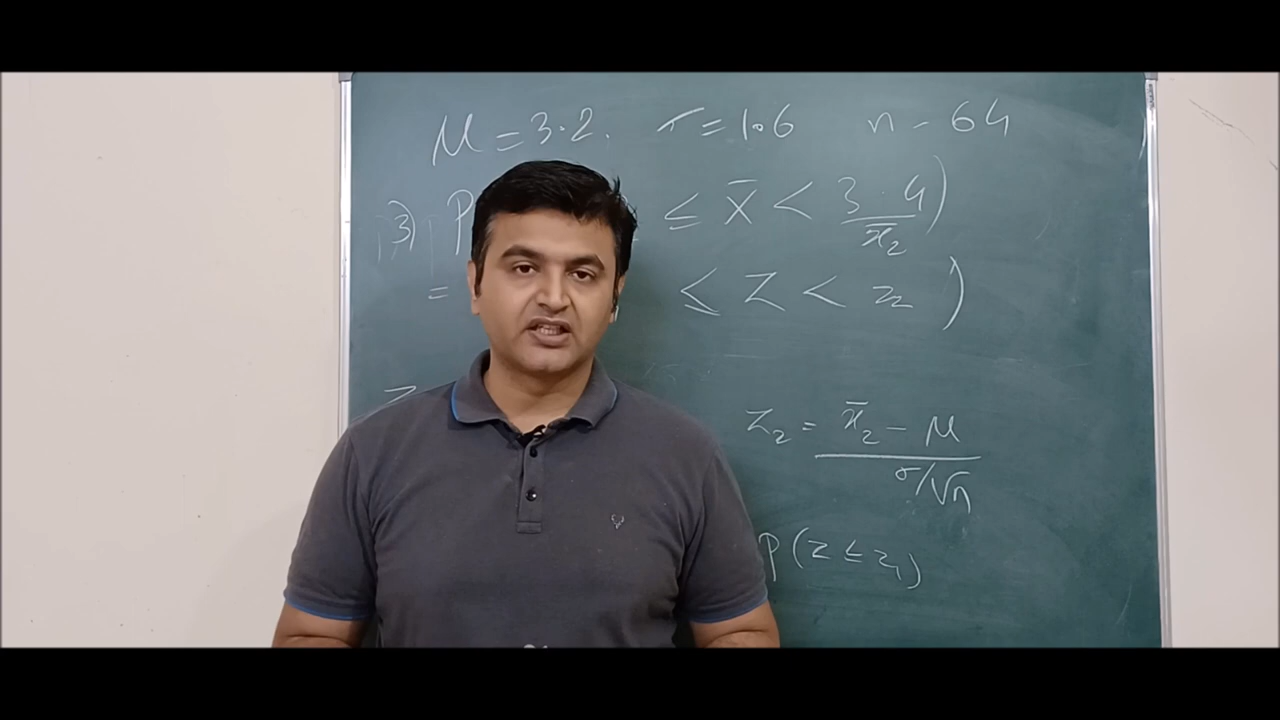 μ = 3.2. σ = 1.6 n - 64
3) P ≤ X̄ < 3.4)
x̄₂
= ≤ Z < z₂ )
Z₂ = x̄₂ - μ
σ/√n
P(z ≤ z₁)